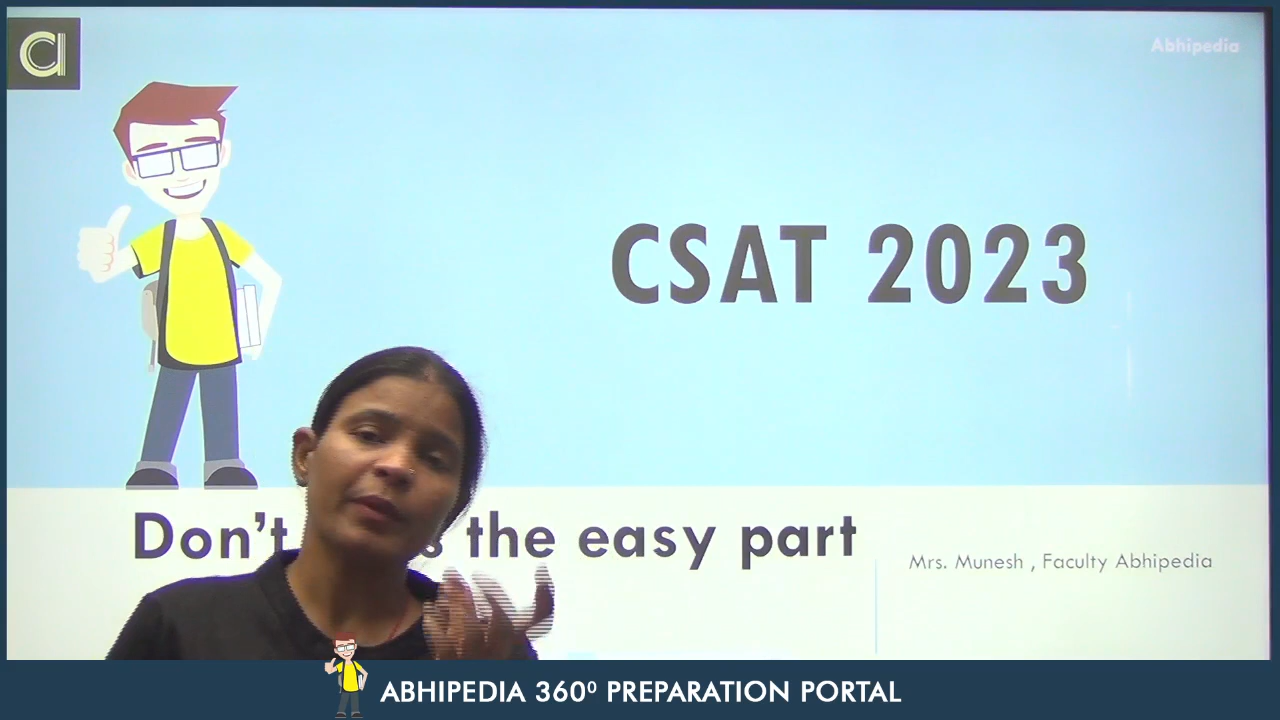 Abhipedia
CSAT 2023
Don't the easy part
Mrs. Munesh , Faculty Abhipedia
ABHIPEDIA 360⁰ PREPARATION PORTAL